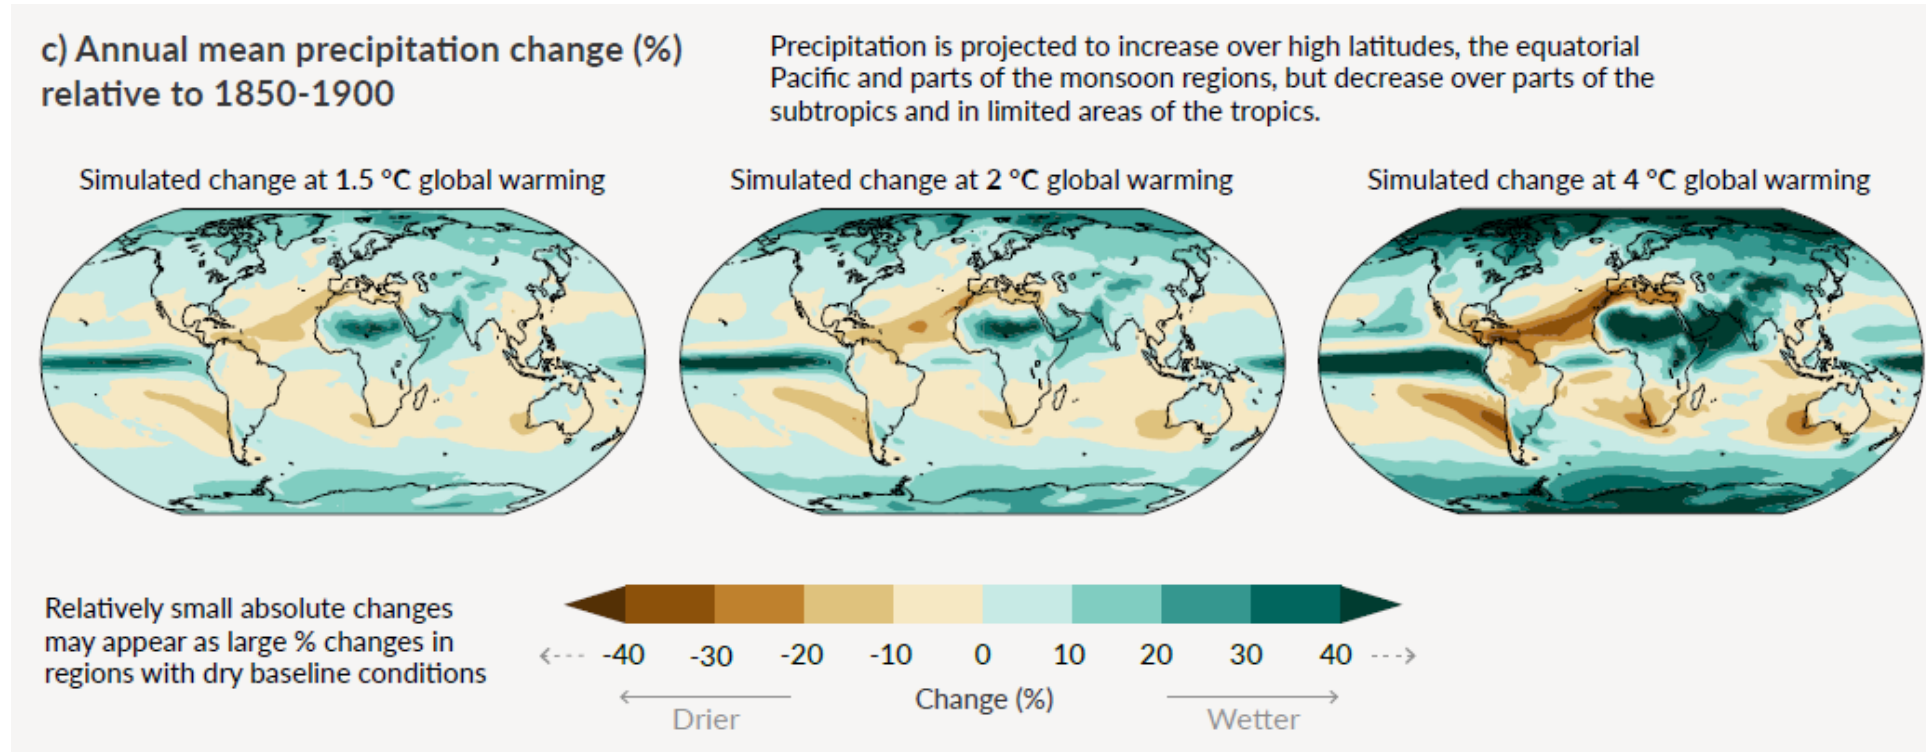 c) Annual mean precipitation change (%)
relative to 1850-1900
Precipitation is projected to increase over high latitudes, the equatorial
Pacific and parts of the monsoon regions, but decrease over parts of the
subtropics and in limited areas of the tropics.
Simulated change at 1.5 °C global warming
Simulated change at 2 °C global warming
Simulated change at 4 °C global warming
Relatively small absolute changes
may appear as large % changes in
regions with dry baseline conditions
-40 -30 -20 -10 0 10 20 30 40
Change (%)
Drier
Wetter